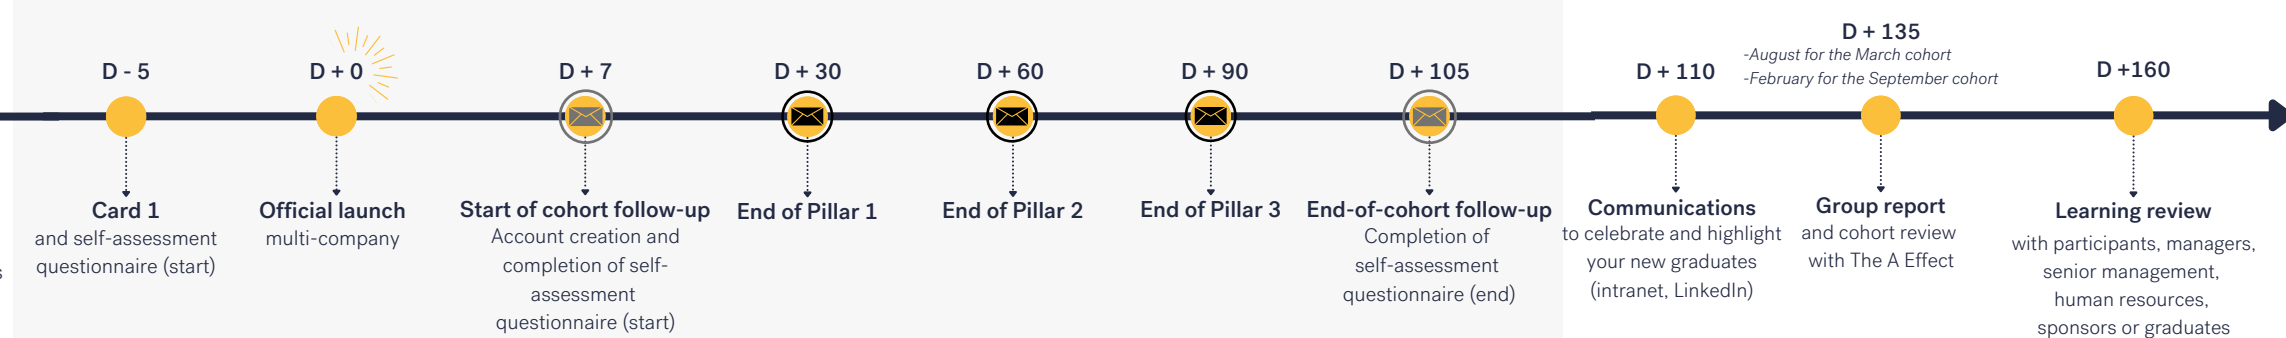 D - 5
Card 1
and self-assessment
questionnaire (start)
D + 0
Official launch
multi-company
D + 7
Start of cohort follow-up
Account creation and
completion of self-
assessment
questionnaire (start)
D + 30
End of Pillar 1
D + 60
End of Pillar 2
D + 90
End of Pillar 3
D + 105
End-of-cohort follow-up
Completion of
self-assessment
questionnaire (end)
D + 110
Communications
to celebrate and highlight
your new graduates
(intranet, LinkedIn)
D + 135
-August for the March cohort
-February for the September cohort
Group report
and cohort review
with The A Effect
D +160
Learning review
with participants, managers,
senior management,
human resources,
sponsors or graduates